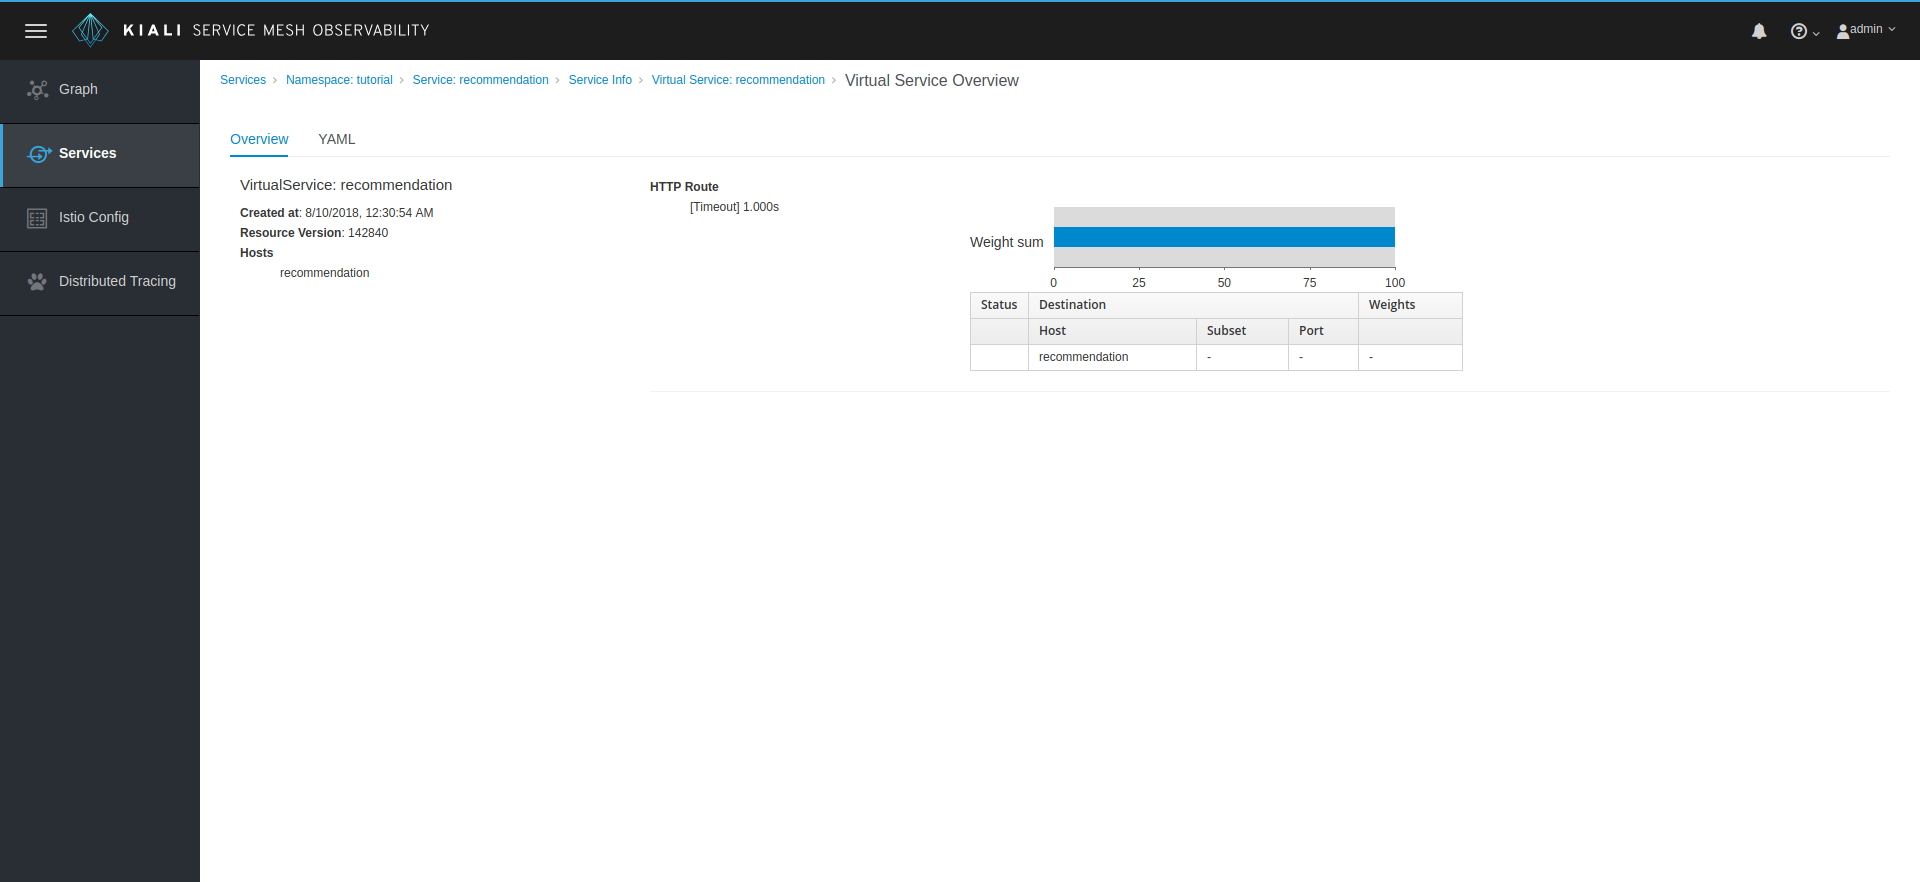 KIALI SERVICE MESH OBSERVABILITY
admin
Graph
Services
Istio Config
Distributed Tracing
Services › Namespace: tutorial › Service: recommendation › Service Info › Virtual Service: recommendation › Virtual Service Overview
Overview YAML
VirtualService: recommendation
Created at: 8/10/2018, 12:30:54 AM
Resource Version: 142840
Hosts
recommendation
HTTP Route
[Timeout] 1.000s
Weight sum
0 25 50 75 100
Status Destination Weights
Host Subset Port
recommendation - - -